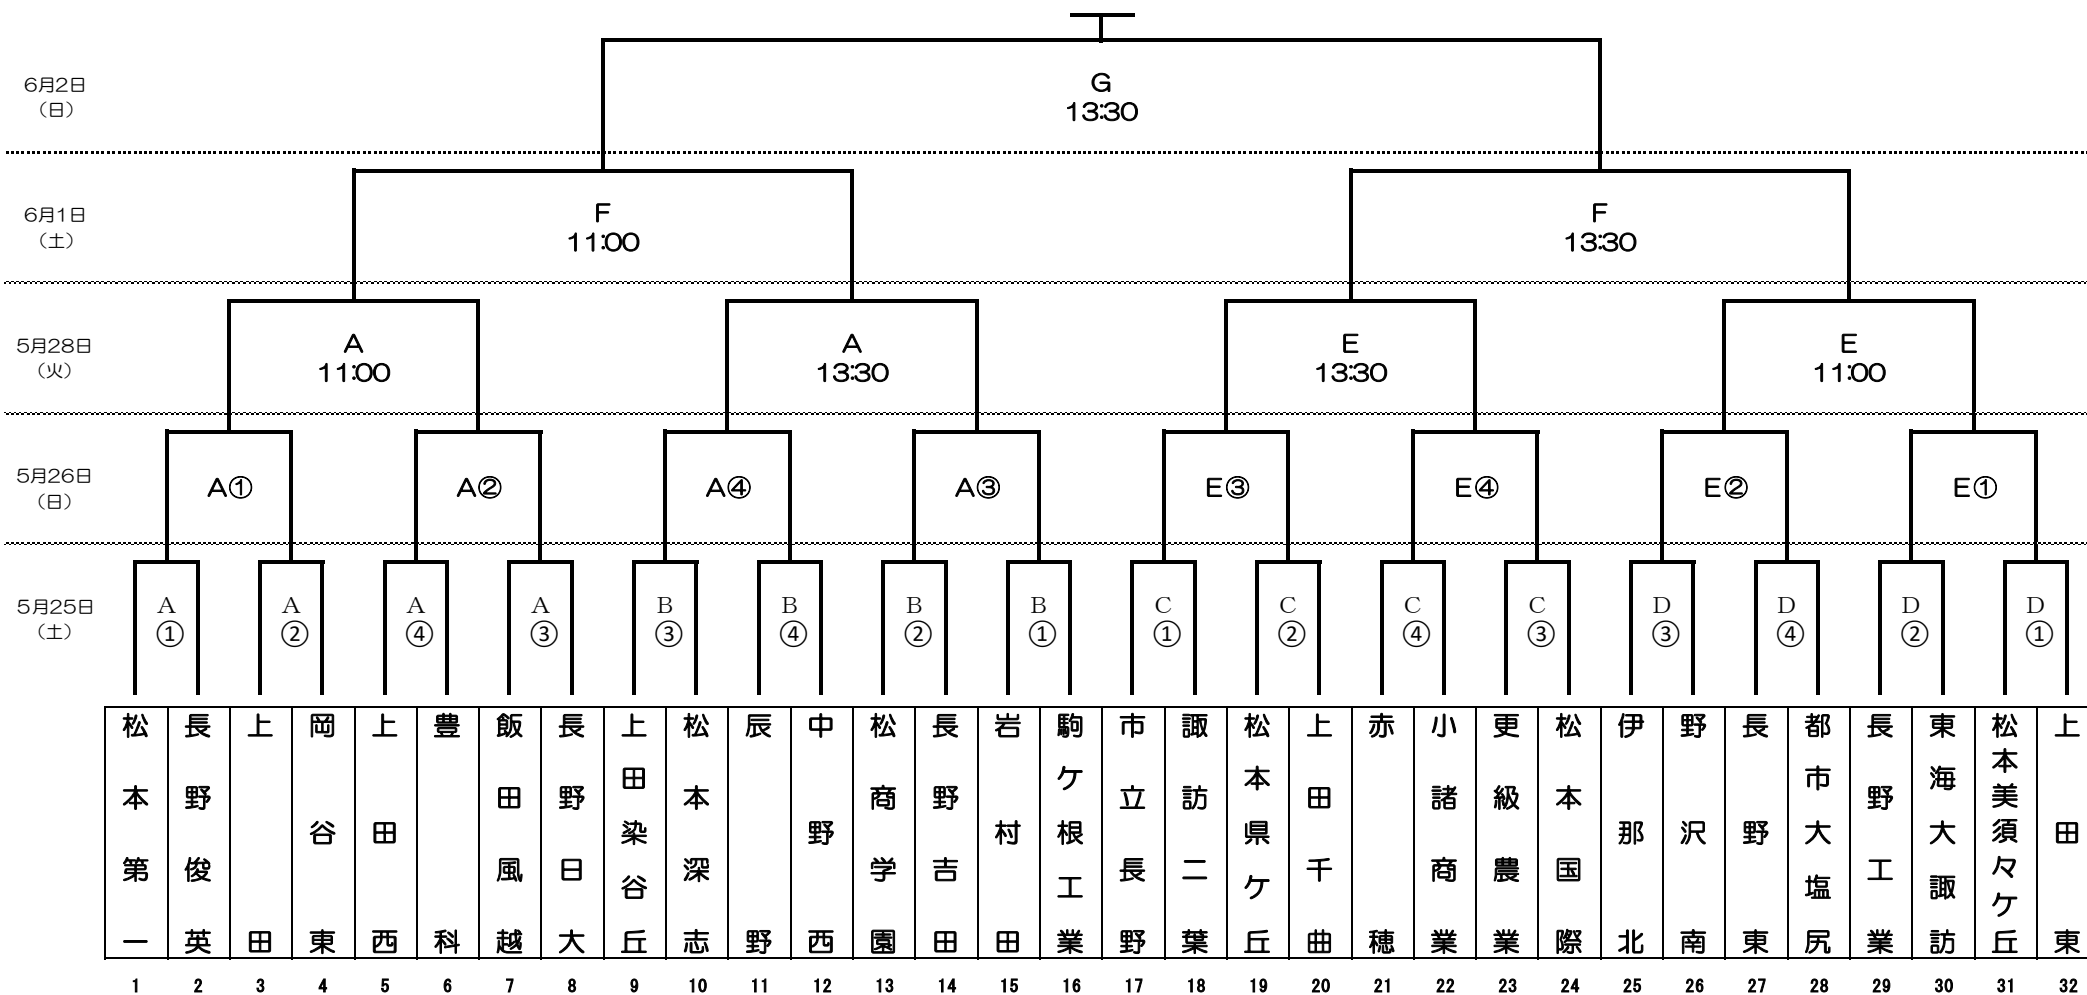 6月2日
（日）
G
13:30
6月1日
（土）
F
11:00
F
13:30
5月28日
（火）
A
11:00
A
13:30
E
13:30
E
11:00
5月26日
（日）
A①
A②
A④
A③
E③
E④
E②
E①
5月25日
（土）
A
①
A
②
A
④
A
③
B
③
B
④
B
②
B
①
C
①
C
②
C
④
C
③
D
③
D
④
D
②
D
①
松本第一
長野俊英
上田
岡谷東
上田西
豊科
飯田風越
長野日大
上田染谷丘
松本深志
辰野
中野西
松商学園
長野吉田
岩村田
駒ケ根工業
市立長野
諏訪二葉
松本県ケ丘
上田千曲
赤穂
小諸商業
更級農業
松本国際
伊那北
野沢南
長野東
都市大塩尻
長野工業
東海大諏訪
松本美須々ケ丘
上田東
1 2 3 4 5 6 7 8 9 10 11 12 13 14 15 16 17 18 19 20 21 22 23 24 25 26 27 28 29 30 31 32